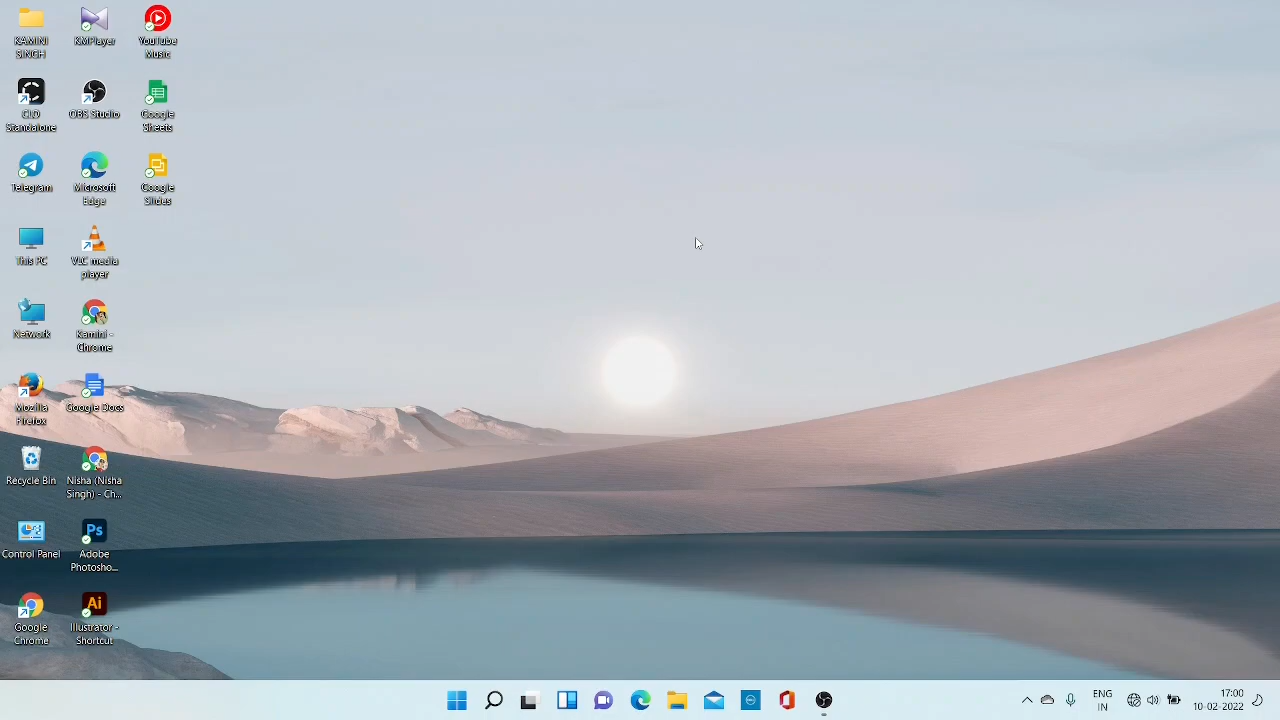 KAMINI
SINGH
KMPlayer
YouTube
Music
CLO
Standalone
OBS Studio
Google
Sheets
Telegram
Microsoft
Edge
Google
Slides
This PC
VLC media
player
Network
Kamini -
Chrome
Mozilla
Firefox
Google Docs
Recycle Bin
Nisha (Nisha
Singh) - Ch...
Control Panel
Ps
Adobe
Photosho...
Google
Chrome
Ai
Illustrator -
Shortcut
ENG
IN
17:00
10-02-2022